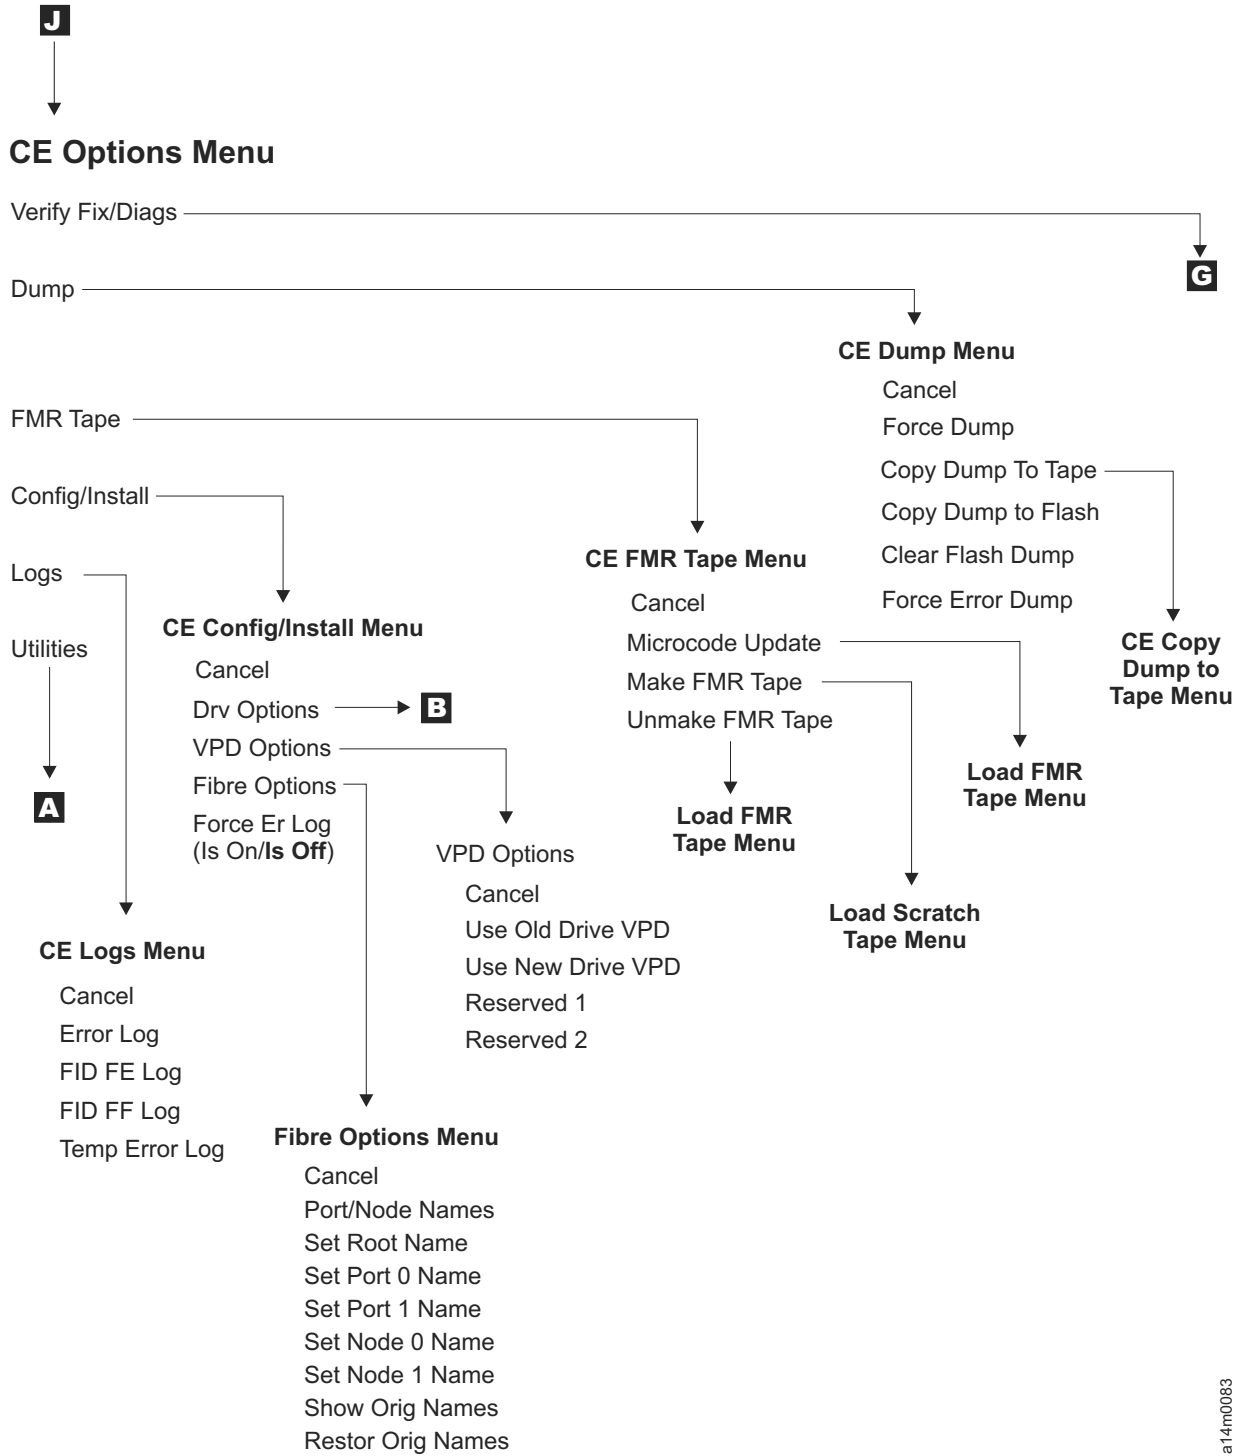 J
CE Options Menu
Verify Fix/Diags
G
Dump
CE Dump Menu
Cancel
Force Dump
Copy Dump To Tape
Copy Dump to Flash
Clear Flash Dump
Force Error Dump
CE Copy
Dump to
Tape Menu
FMR Tape
CE FMR Tape Menu
Cancel
Microcode Update
Make FMR Tape
Unmake FMR Tape
Load FMR
Tape Menu
Load FMR
Tape Menu
Load Scratch
Tape Menu
Config/Install
CE Config/Install Menu
Cancel
Drv Options
B
VPD Options
Fibre Options
Force Er Log
(Is On/Is Off)
VPD Options
Cancel
Use Old Drive VPD
Use New Drive VPD
Reserved 1
Reserved 2
Fibre Options Menu
Cancel
Port/Node Names
Set Root Name
Set Port 0 Name
Set Port 1 Name
Set Node 0 Name
Set Node 1 Name
Show Orig Names
Restor Orig Names
Logs
CE Logs Menu
Cancel
Error Log
FID FE Log
FID FF Log
Temp Error Log
Utilities
A
a14m0083